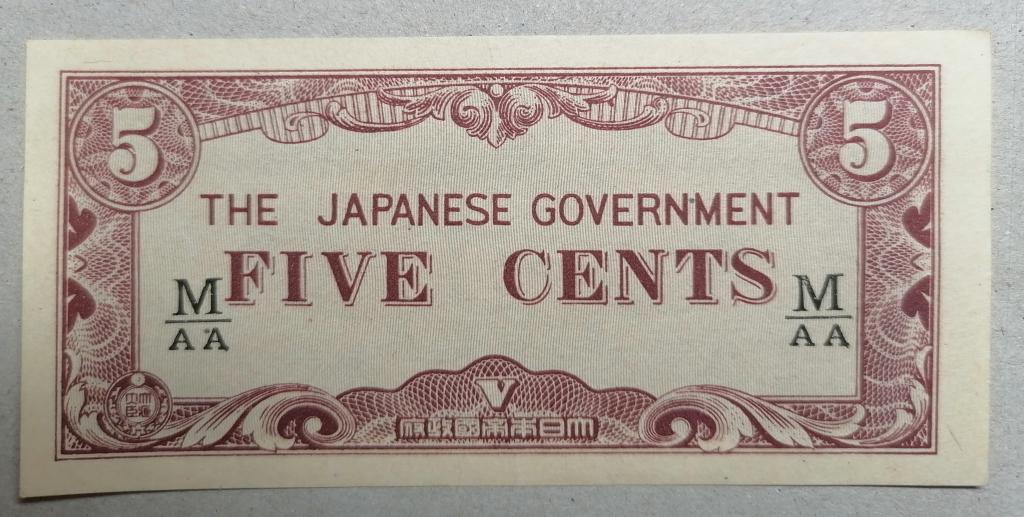 5 5
THE JAPANESE GOVERNMENT
FIVE CENTS
M M
AA AA
V
府政國帝本日大